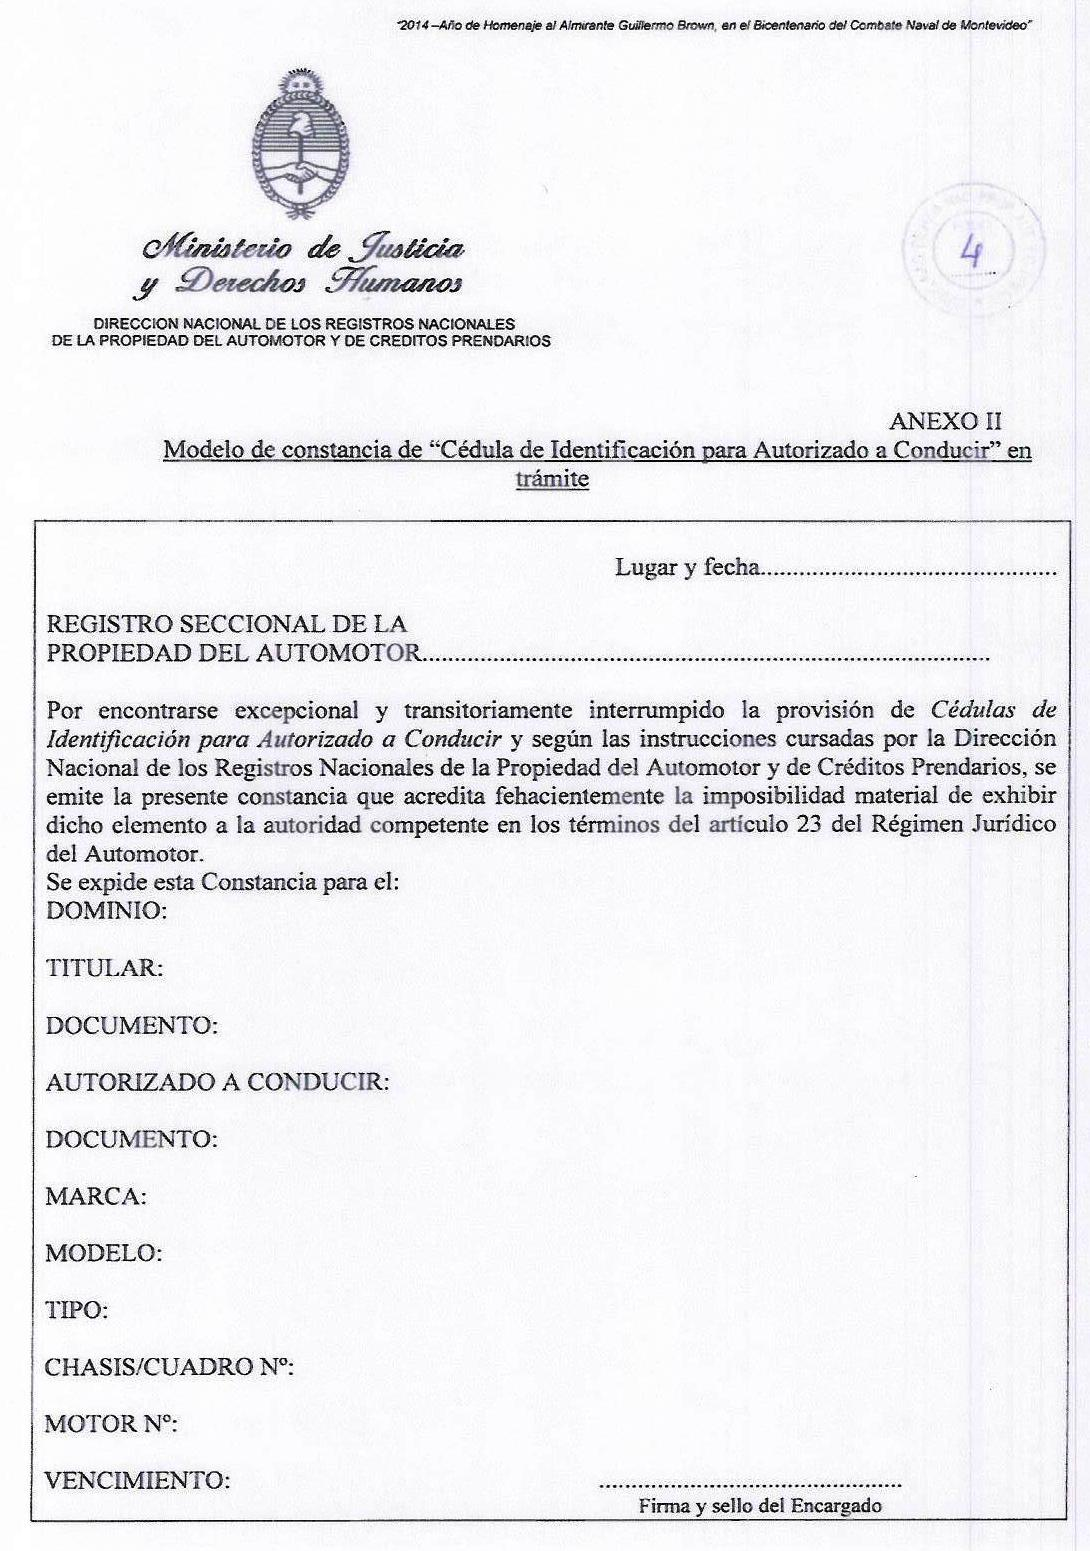 "2014 –Año de Homenaje al Almirante Guillermo Brown, en el Bicentenario del Combate Naval de Montevideo"
Ministerio de Justicia
y Derechos Humanos
DIRECCION NACIONAL DE LOS REGISTROS NACIONALES
DE LA PROPIEDAD DEL AUTOMOTOR Y DE CREDITOS PRENDARIOS
4
ANEXO II
Modelo de constancia de “Cédula de Identificación para Autorizado a Conducir” en
trámite
Lugar y fecha..............................................
REGISTRO SECCIONAL DE LA
PROPIEDAD DEL AUTOMOTOR.........................................................................................
Por encontrarse excepcional y transitoriamente interrumpido la provisión de Cédulas de
Identificación para Autorizado a Conducir y según las instrucciones cursadas por la Dirección
Nacional de los Registros Nacionales de la Propiedad del Automotor y de Créditos Prendarios, se
emite la presente constancia que acredita fehacientemente la imposibilidad material de exhibir
dicho elemento a la autoridad competente en los términos del artículo 23 del Régimen Jurídico
del Automotor.
Se expide esta Constancia para el:
DOMINIO:
TITULAR:
DOCUMENTO:
AUTORIZADO A CONDUCIR:
DOCUMENTO:
MARCA:
MODELO:
TIPO:
CHASIS/CUADRO Nº:
MOTOR Nº:
VENCIMIENTO:
...............................................
Firma y sello del Encargado